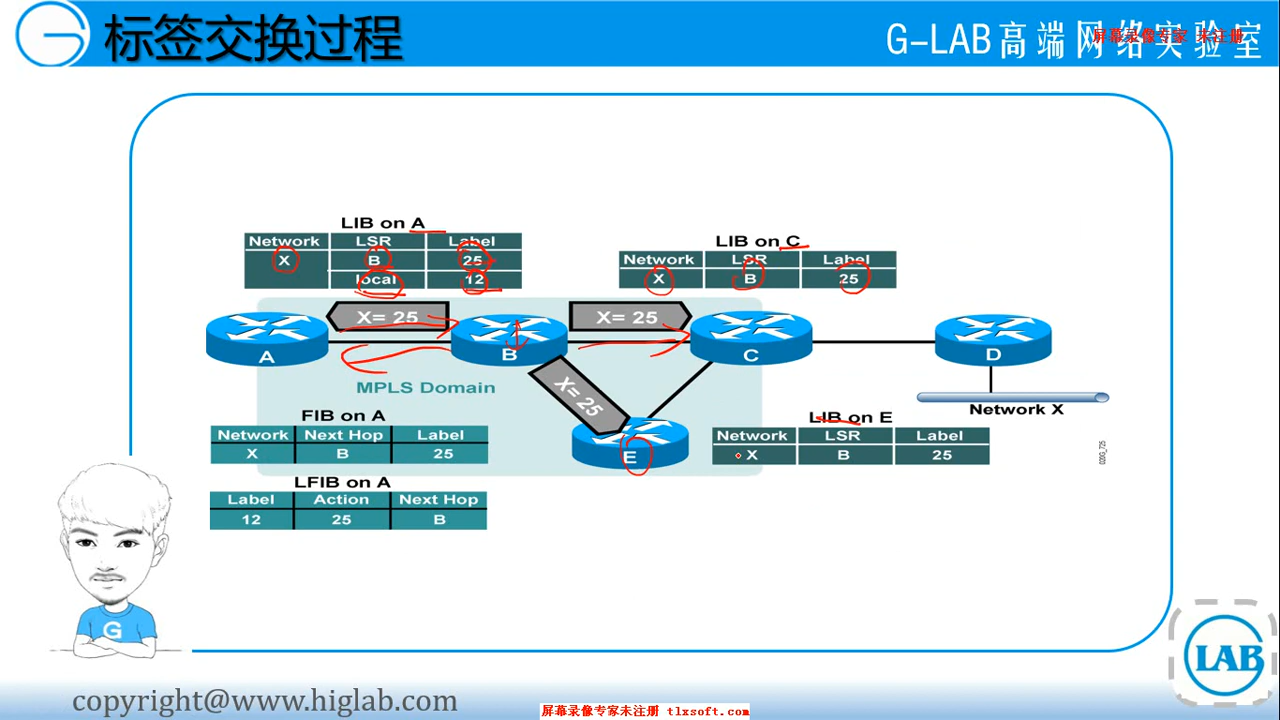 标签交换过程
G-LAB高端网络实验室
屏幕录像专家 未注册
LIB on A
Network LSR Label
X B 25
local 12
LIB on C
Network LSR Label
X B 25
X= 25
X= 25
A
B
C
D
MPLS Domain
X= 25
Network X
FIB on A
Network Next Hop Label
X B 25
LIB on E
Network LSR Label
X B 25
E
020G_725
LFIB on A
Label Action Next Hop
12 25 B
G
LAB
copyright@www.higlab.com
屏幕录像专家未注册 tlxsoft.com